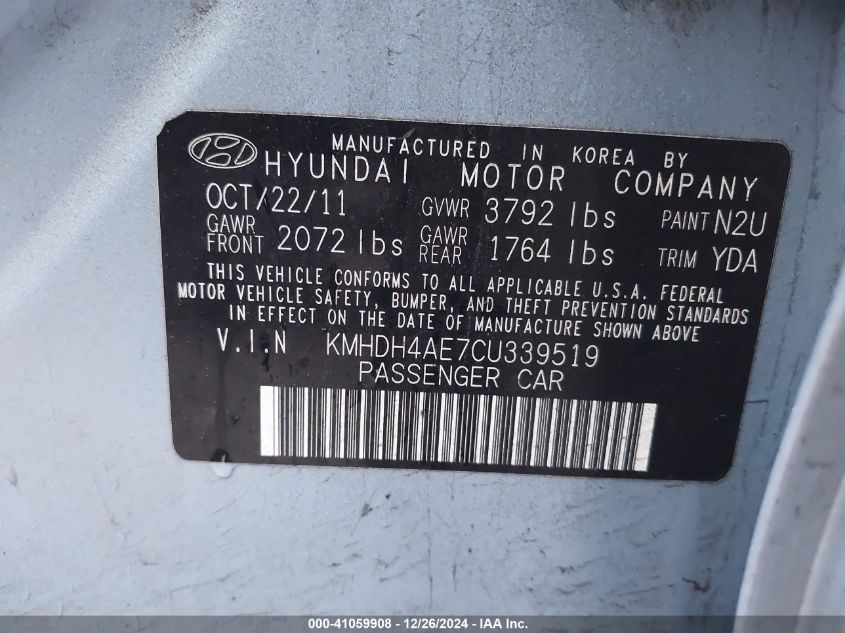 MANUFACTURED IN KOREA BY
HYUNDAI MOTOR COMPANY
OCT/22/11 GVWR 3792 lbs PAINT N2U
GAWR FRONT 2072 lbs GAWR REAR 1764 lbs TRIM YDA
THIS VEHICLE CONFORMS TO ALL APPLICABLE U.S.A. FEDERAL
MOTOR VEHICLE SAFETY, BUMPER, AND THEFT PREVENTION STANDARDS
IN EFFECT ON THE DATE OF MANUFACTURE SHOWN ABOVE
V.I.N KMHDH4AE7CU339519
PASSENGER CAR
000-41059908 - 12/26/2024 - IAA Inc.